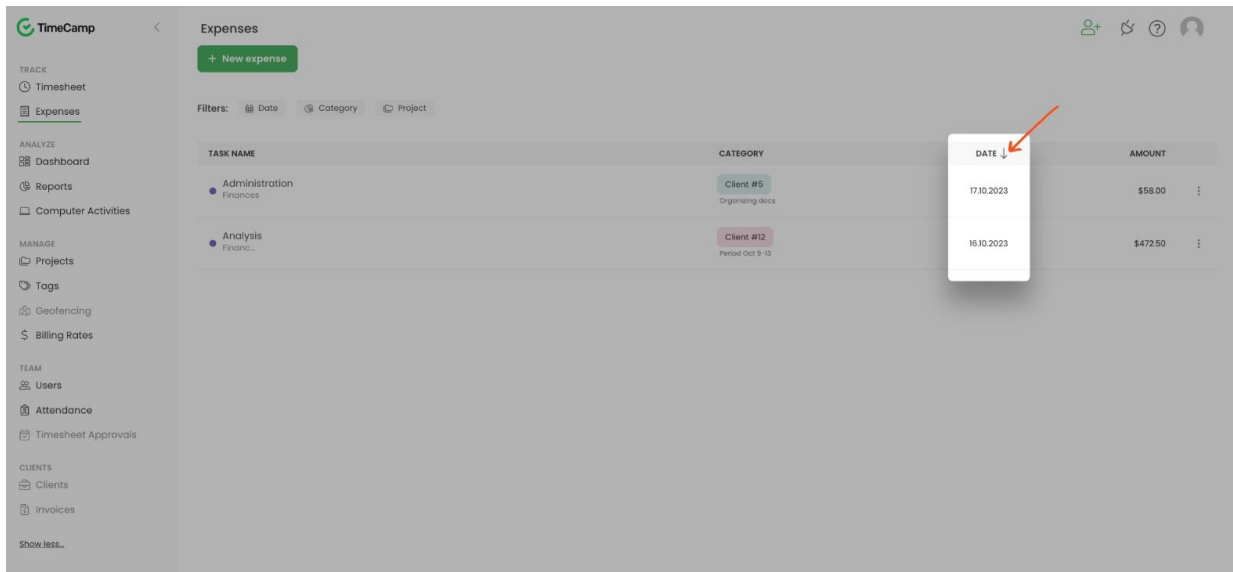 TimeCamp
TRACK
Timesheet
Expenses
ANALYZE
Dashboard
Reports
Computer Activities
MANAGE
Projects
Tags
Geofencing
$ Billing Rates
TEAM
Users
Attendance
Timesheet Approvals
CLIENTS
Clients
Invoices
Show less...
Expenses
+ New expense
Filters: Date Category Project
TASK NAME CATEGORY DATE ↓ AMOUNT
Administration Client #5 17.10.2023 $58.00
Finances Organizing docs
Analysis Client #12 16.10.2023 $472.50
Financ... Period Oct 9-13